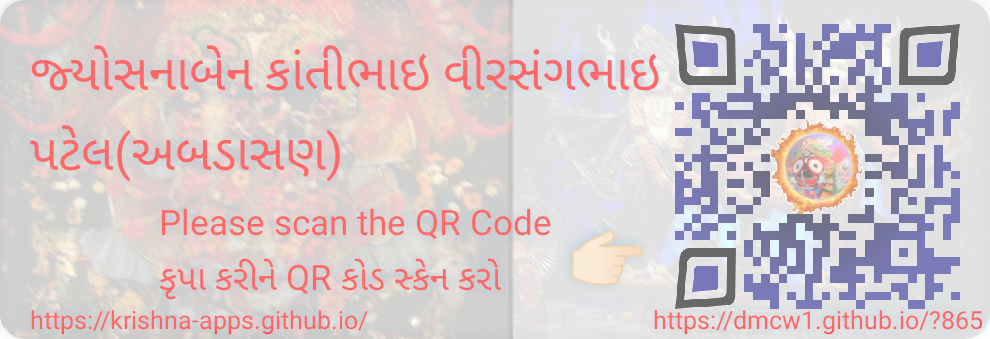 જ્યોસનાબેન કાંતીભાઇ વીરસંગભાઇ
પટેલ(અબડાસણ)
Please scan the QR Code
કૃપા કરીને QR કોડ સ્કેન કરો
https://krishna-apps.github.io/
https://dmcw1.github.io/?865